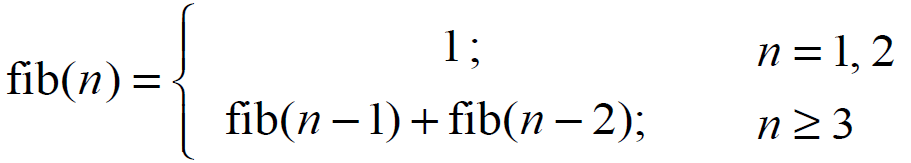 1; n = 1, 2
fib(n) = {
fib(n − 1) + fib(n − 2); n ≥ 3